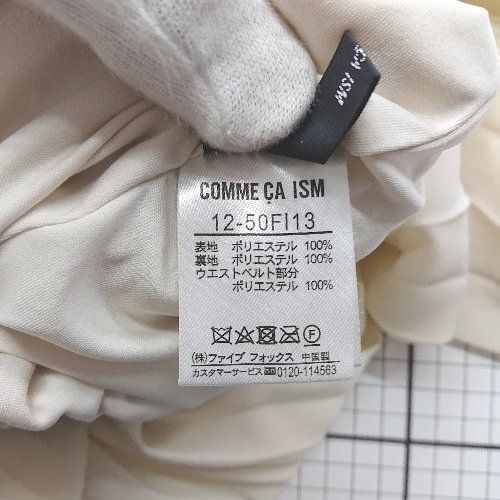 COMME ÇA ISM
12-50FI13
表地 ポリエステル 100%
裏地 ポリエステル 100%
ウエストベルト部分
ポリエステル 100%
F
(株)ファイブ フォックス 中国製
カスタマーサービス 0120-114563